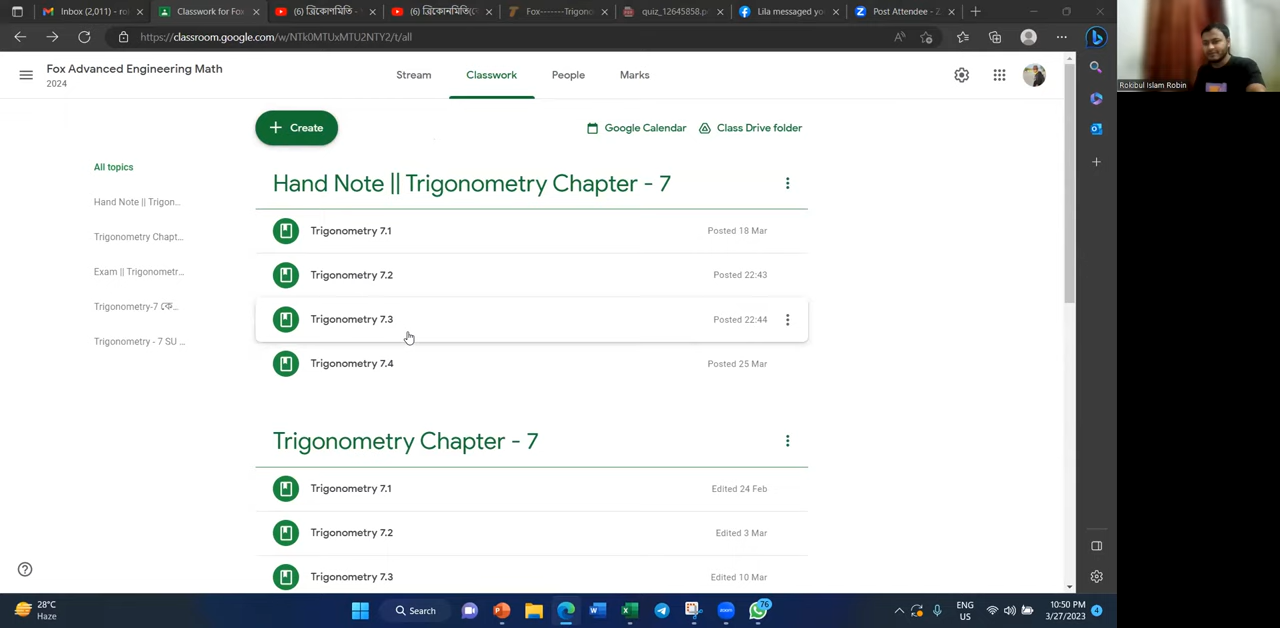 Inbox (2,011) - ro
Classwork for Fox
(6) ত্রিকোণমিতি -
(6) ত্রিকোনমিতি(
Fox-------Trigono
quiz_12645858.p
Lila messaged yo
Post Attendee - Z
https://classroom.google.com/w/NTk0MTUxMTU2NTY2/t/all
Fox Advanced Engineering Math
2024
Stream
Classwork
People
Marks
Create
Google Calendar
Class Drive folder
All topics
Hand Note || Trigon...
Trigonometry Chapt...
Exam || Trigonometr...
Trigonometry-7 কে...
Trigonometry - 7 SU ...
Hand Note || Trigonometry Chapter - 7
Trigonometry 7.1 Posted 18 Mar
Trigonometry 7.2 Posted 22:43
Trigonometry 7.3 Posted 22:44
Trigonometry 7.4 Posted 25 Mar
Trigonometry Chapter - 7
Trigonometry 7.1 Edited 24 Feb
Trigonometry 7.2 Edited 3 Mar
Trigonometry 7.3 Edited 10 Mar
Rokibul Islam Robin
28°C
Haze
Search
76
ENG
US
10:50 PM
3/27/2023
4